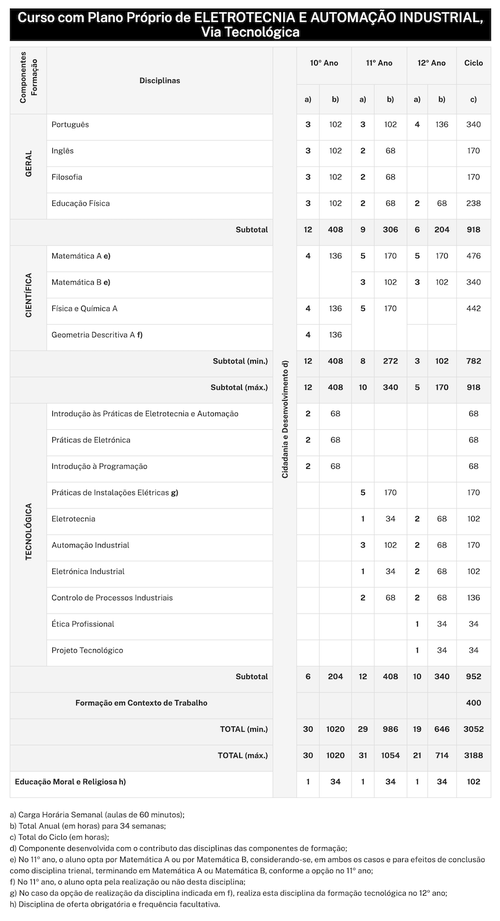 Curso com Plano Próprio de ELETROTECNIA E AUTOMAÇÃO INDUSTRIAL,
Via Tecnológica
Componentes Formação Disciplinas 10º Ano 11º Ano 12º Ano Ciclo
a) b) a) b) a) b) c)
Cidadania e Desenvolvimento d)
GERAL
Português 3 102 3 102 4 136 340
Inglês 3 102 2 68 170
Filosofia 3 102 2 68 170
Educação Física 3 102 2 68 2 68 238
Subtotal 12 408 9 306 6 204 918
CIENTÍFICA
Matemática A e) 4 136 5 170 5 170 476
Matemática B e) 3 102 3 102 340
Física e Química A 4 136 5 170 442
Geometria Descritiva A f) 4 136
Subtotal (min.) 12 408 8 272 3 102 782
Subtotal (máx.) 12 408 10 340 5 170 918
TECNOLÓGICA
Introdução às Práticas de Eletrotecnia e Automação 2 68 68
Práticas de Eletrónica 2 68 68
Introdução à Programação 2 68 68
Práticas de Instalações Elétricas g) 5 170 170
Eletrotecnia 1 34 2 68 102
Automação Industrial 3 102 2 68 170
Eletrónica Industrial 1 34 2 68 102
Controlo de Processos Industriais 2 68 2 68 136
Ética Profissional 1 34 34
Projeto Tecnológico 1 34 34
Subtotal 6 204 12 408 10 340 952
Formação em Contexto de Trabalho 400
TOTAL (min.) 30 1020 29 986 19 646 3052
TOTAL (máx.) 30 1020 31 1054 21 714 3188
Educação Moral e Religiosa h) 1 34 1 34 1 34 102
a) Carga Horária Semanal (aulas de 60 minutos);
b) Total Anual (em horas) para 34 semanas;
c) Total do Ciclo (em horas);
d) Componente desenvolvida com o contributo das disciplinas das componentes de formação;
e) No 11º ano, o aluno opta por Matemática A ou por Matemática B, considerando-se, em ambos os casos e para efeitos de conclusão
como disciplina trienal, terminando em Matemática A ou Matemática B, conforme a opção no 11º ano;
f) No 11º ano, o aluno opta pela realização ou não desta disciplina;
g) No caso da opção de realização da disciplina indicada em f), realiza esta disciplina da formação tecnológica no 12º ano;
h) Disciplina de oferta obrigatória e frequência facultativa.